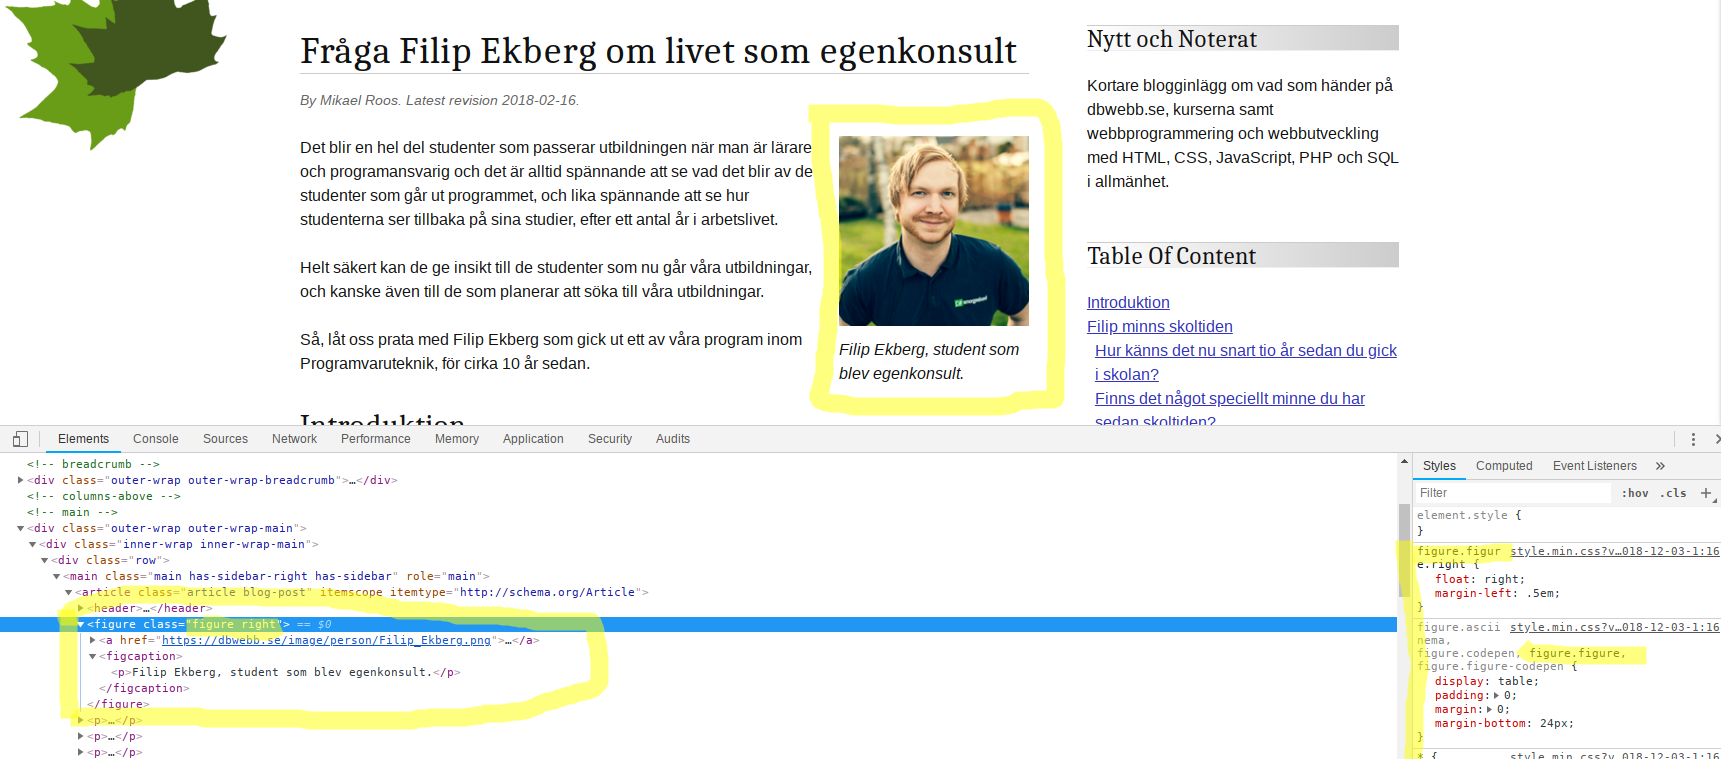 Fråga Filip Ekberg om livet som egenkonsult
By Mikael Roos. Latest revision 2018-02-16.
Det blir en hel del studenter som passerar utbildningen när man är lärare
och programansvarig och det är alltid spännande att se vad det blir av de
studenter som går ut programmet, och lika spännande att se hur
studenterna ser tillbaka på sina studier, efter ett antal år i arbetslivet.
Helt säkert kan de ge insikt till de studenter som nu går våra utbildningar,
och kanske även till de som planerar att söka till våra utbildningar.
Så, låt oss prata med Filip Ekberg som gick ut ett av våra program inom
Programvaruteknik, för cirka 10 år sedan.
Introduktion
Filip Ekberg, student som
blev egenkonsult.
Nytt och Noterat
Kortare blogginlägg om vad som händer på
dbwebb.se, kurserna samt
webbprogrammering och webbutveckling
med HTML, CSS, JavaScript, PHP och SQL
i allmänhet.
Table Of Content
Introduktion
Filip minns skoltiden
Hur känns det nu snart tio år sedan du gick
i skolan?
Finns det något speciellt minne du har
sedan skoltiden?
Elements Console Sources Network Performance Memory Application Security Audits
<!-- breadcrumb -->
<div class="outer-wrap outer-wrap-breadcrumb">…</div>
<!-- columns-above -->
<!-- main -->
<div class="outer-wrap outer-wrap-main">
<div class="inner-wrap inner-wrap-main">
<div class="row">
<main class="main has-sidebar-right has-sidebar" role="main">
<article class="article blog-post" itemscope itemtype="http://schema.org/Article">
<header>…</header>
<figure class="figure right"> == $0
<a href="https://dbwebb.se/image/person/Filip_Ekberg.png">…</a>
<figcaption>
<p>Filip Ekberg, student som blev egenkonsult.</p>
</figcaption>
</figure>
<p>…</p>
<p>…</p>
<p>…</p>
Styles Computed Event Listeners »
Filter :hov .cls +
element.style {
}
figure.figur style.min.css?v…018-12-03-1:16
e.right {
float: right;
margin-left: .5em;
}
figure.ascii style.min.css?v…018-12-03-1:16
nema,
figure.codepen, figure.figure,
figure.figure-codepen {
display: table;
padding: 0;
margin: 0;
margin-bottom: 24px;
}
* { style.min.css?v…018-12-03-1:16